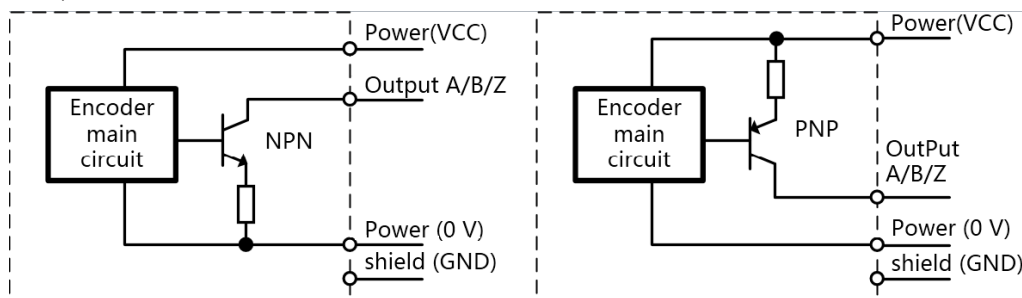 Power(VCC)
Output A/B/Z
Encoder
main
circuit
NPN
Power (0 V)
shield (GND)
Power(VCC)
Encoder
main
circuit
PNP
OutPut
A/B/Z
Power (0 V)
shield (GND)